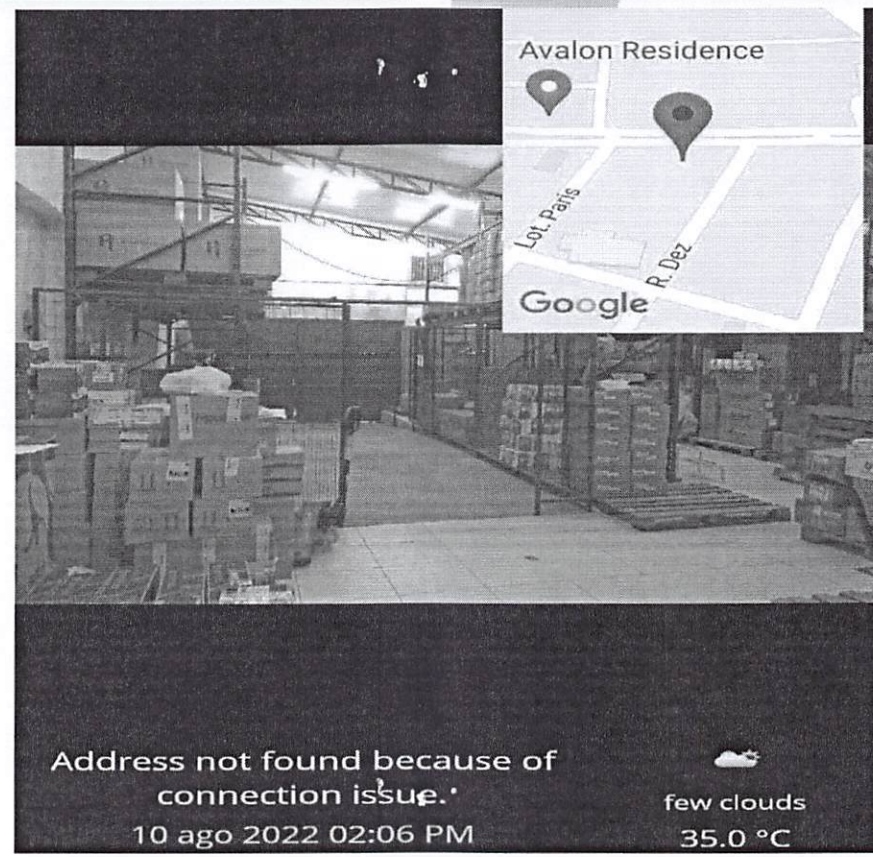 Avalon Residence
Lot. Paris
R. Dez
Google
Address not found because of
connection issue.
10 ago 2022 02:06 PM
few clouds
35.0 °C